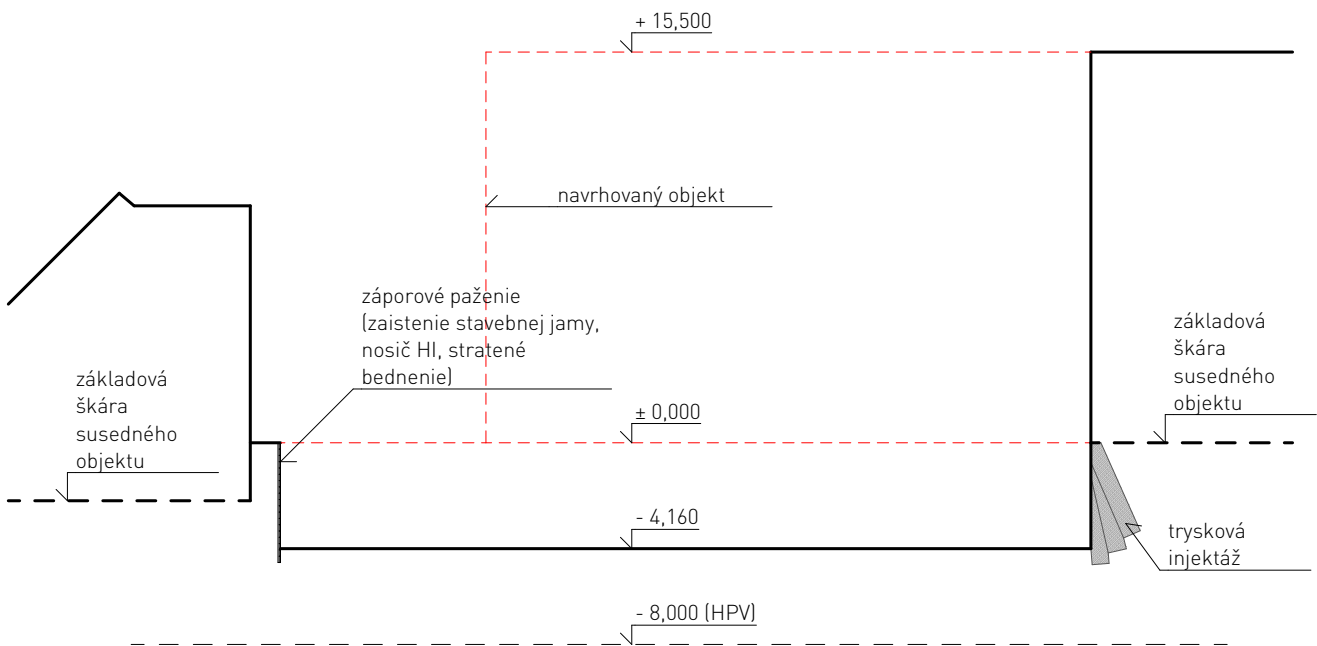 + 15,500
navrhovaný objekt
záporové paženie
(zaistenie stavebnej jamy,
nosič HI, stratené
bednenie)
základová
škára
susedného
objektu
základová
škára
susedného
objektu
± 0,000
- 4,160
trysková
injektáž
- 8,000 (HPV)